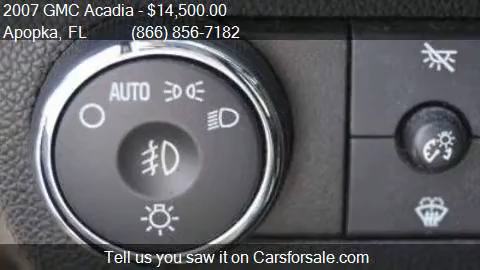 2007 GMC Acadia - $14,500.00
Apopka, FL (866) 856-7182
AUTO
Tell us you saw it on Carsforsale.com